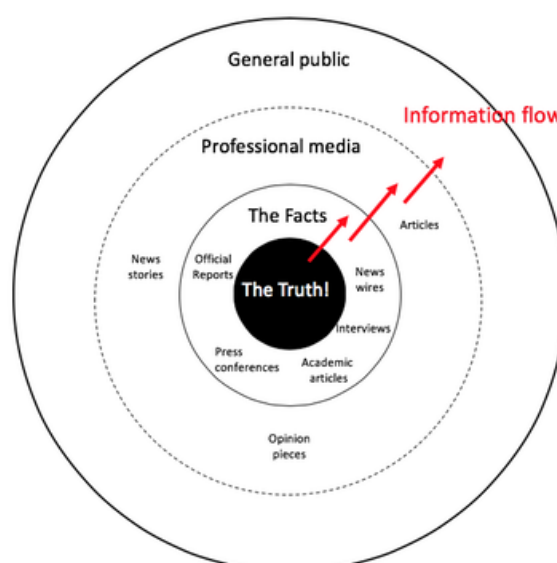 General public
Information flow
Professional media
The Facts
Articles
News
stories
Official
Reports
News
wires
The Truth!
Interviews
Press
conferences
Academic
articles
Opinion
pieces